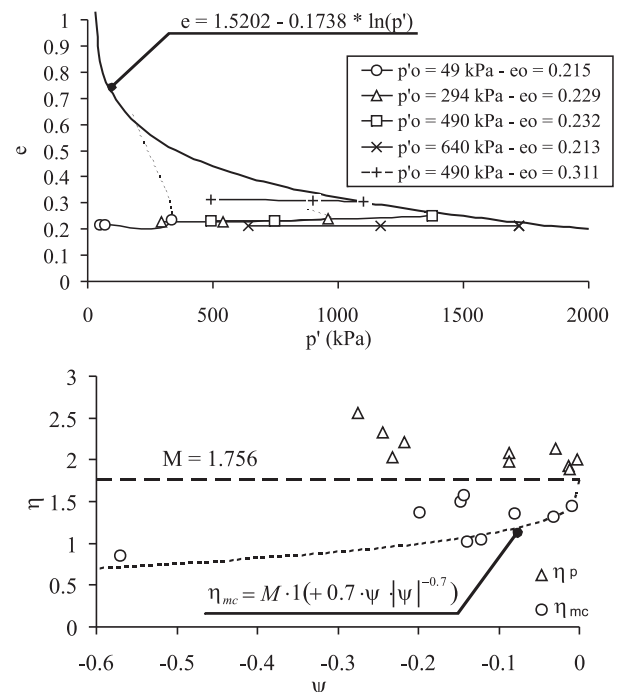 e = 1.5202 - 0.1738 * ln(p')
1
0.9
0.8
0.7
0.6
0.5
0.4
0.3
0.2
0.1
0
e
p'o = 49 kPa - eo = 0.215
p'o = 294 kPa - eo = 0.229
p'o = 490 kPa - eo = 0.232
p'o = 640 kPa - eo = 0.213
p'o = 490 kPa - eo = 0.311
0 500 1000 1500 2000
p' (kPa)
3
2.5
2
1.5
1
0.5
0
η
M = 1.756
η_mc = M · 1(+ 0.7 · ψ · |ψ|^-0.7)
η p
η mc
-0.6 -0.5 -0.4 -0.3 -0.2 -0.1 0
ψ